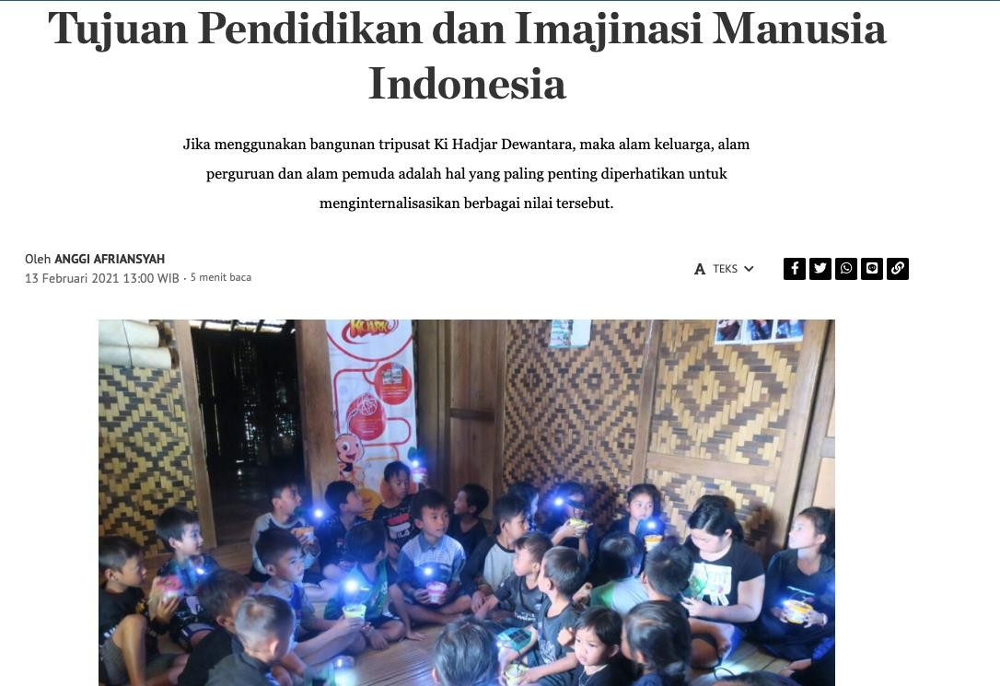 Tujuan Pendidikan dan Imajinasi Manusia
Indonesia
Jika menggunakan bangunan tripusat Ki Hadjar Dewantara, maka alam keluarga, alam
perguruan dan alam pemuda adalah hal yang paling penting diperhatikan untuk
menginternalisasikan berbagai nilai tersebut.
Oleh ANGGI AFRIANSYAH
13 Februari 2021 13:00 WIB · 5 menit baca
A TEKS
KUARK